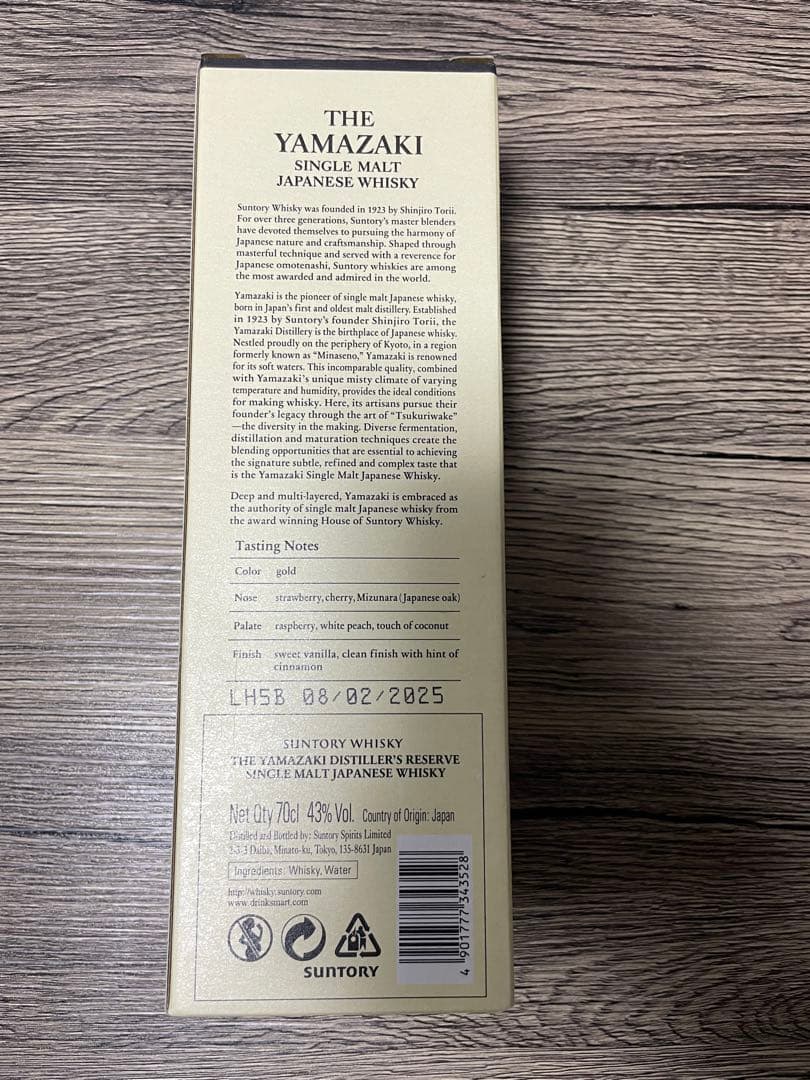 THE
YAMAZAKI
SINGLE MALT
JAPANESE WHISKY
Suntory Whisky was founded in 1923 by Shinjiro Torii.
For over three generations, Suntory's master blenders
have devoted themselves to pursuing the harmony of
Japanese nature and craftsmanship. Shaped through
masterful technique and served with a reverence for
Japanese omotenashi, Suntory whiskies are among
the most awarded and admired in the world.
Yamazaki is the pioneer of single malt Japanese whisky,
born in Japan's first and oldest malt distillery. Established
in 1923 by Suntory's founder Shinjiro Torii, the
Yamazaki Distillery is the birthplace of Japanese whisky.
Nestled proudly on the periphery of Kyoto, in a region
formerly known as “Minaseno,” Yamazaki is renowned
for its soft waters. This incomparable quality, combined
with Yamazaki's unique misty climate of varying
temperature and humidity, provides the ideal conditions
for making whisky. Here, its artisans pursue their
founder's legacy through the art of “Tsukuriwake”
—the diversity in the making. Diverse fermentation,
distillation and maturation techniques create the
blending opportunities that are essential to achieving
the signature subtle, refined and complex taste that
is the Yamazaki Single Malt Japanese Whisky.
Deep and multi-layered, Yamazaki is embraced as
the authority of single malt Japanese whisky from
the award winning House of Suntory Whisky.
Tasting Notes
Color gold
Nose strawberry, cherry, Mizunara (Japanese oak)
Palate raspberry, white peach, touch of coconut
Finish sweet vanilla, clean finish with hint of
cinnamon
LH5B 08/02/2025
SUNTORY WHISKY
THE YAMAZAKI DISTILLER'S RESERVE
SINGLE MALT JAPANESE WHISKY
Net Qty 70cl 43% Vol. Country of Origin: Japan
Distilled and Bottled by: Suntory Spirits Limited
2-3-3 Daiba, Minato-ku, Tokyo, 135-8631 Japan
Ingredients: Whisky, Water
http://whisky.suntory.com
www.drinksmart.com
SUNTORY
4 901777 343528